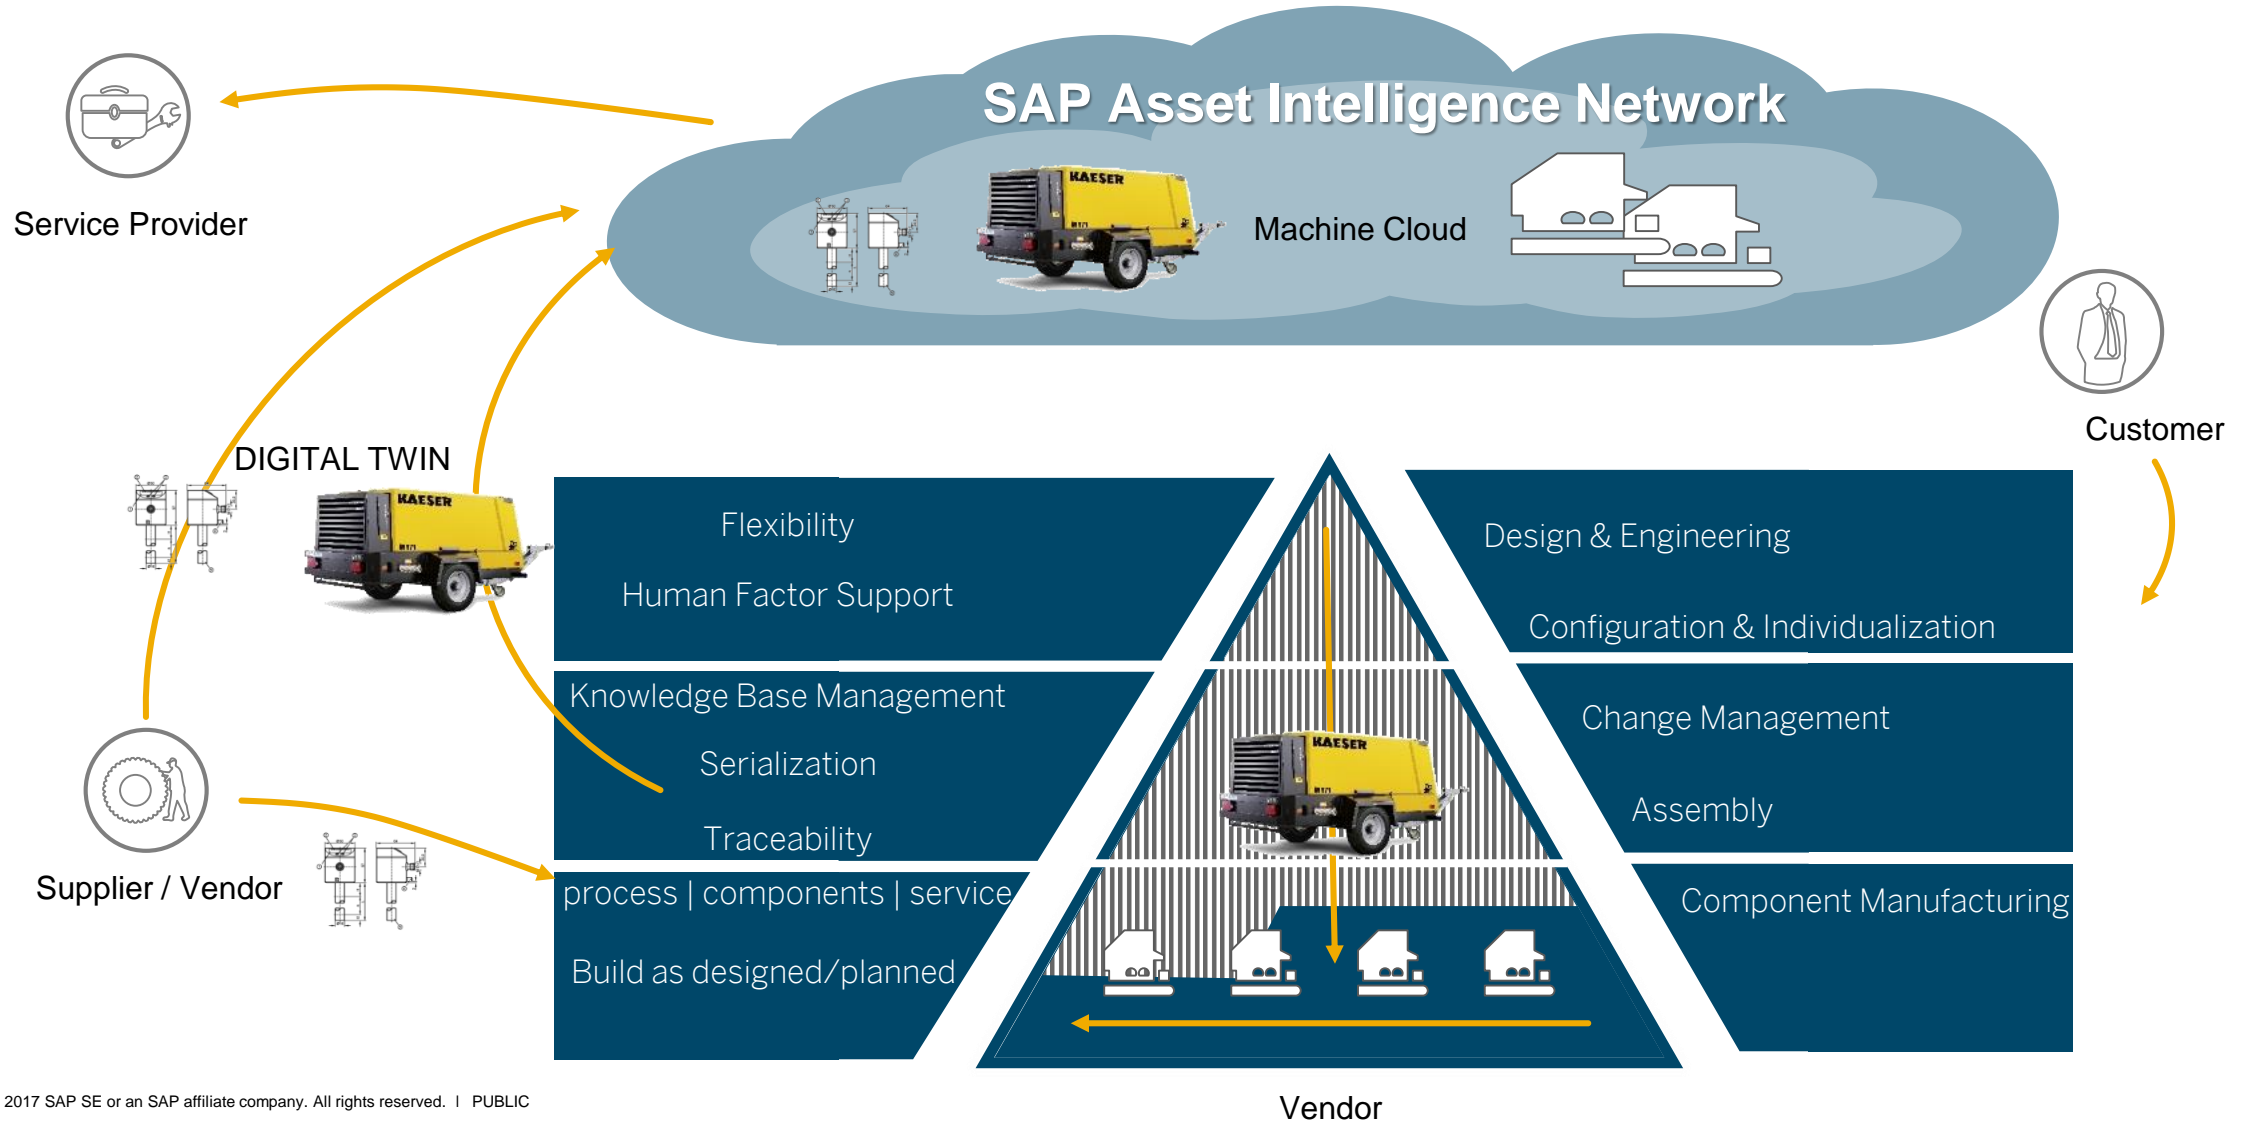 SAP Asset Intelligence Network
KAESER
Machine Cloud
Service Provider
Customer
DIGITAL TWIN
KAESER
Flexibility
Human Factor Support
Design & Engineering
Configuration & Individualization
Knowledge Base Management
Serialization
Traceability
Change Management
Assembly
KAESER
Supplier / Vendor
process | components | service
Build as designed/planned
Component Manufacturing
Vendor
2017 SAP SE or an SAP affiliate company. All rights reserved. | PUBLIC